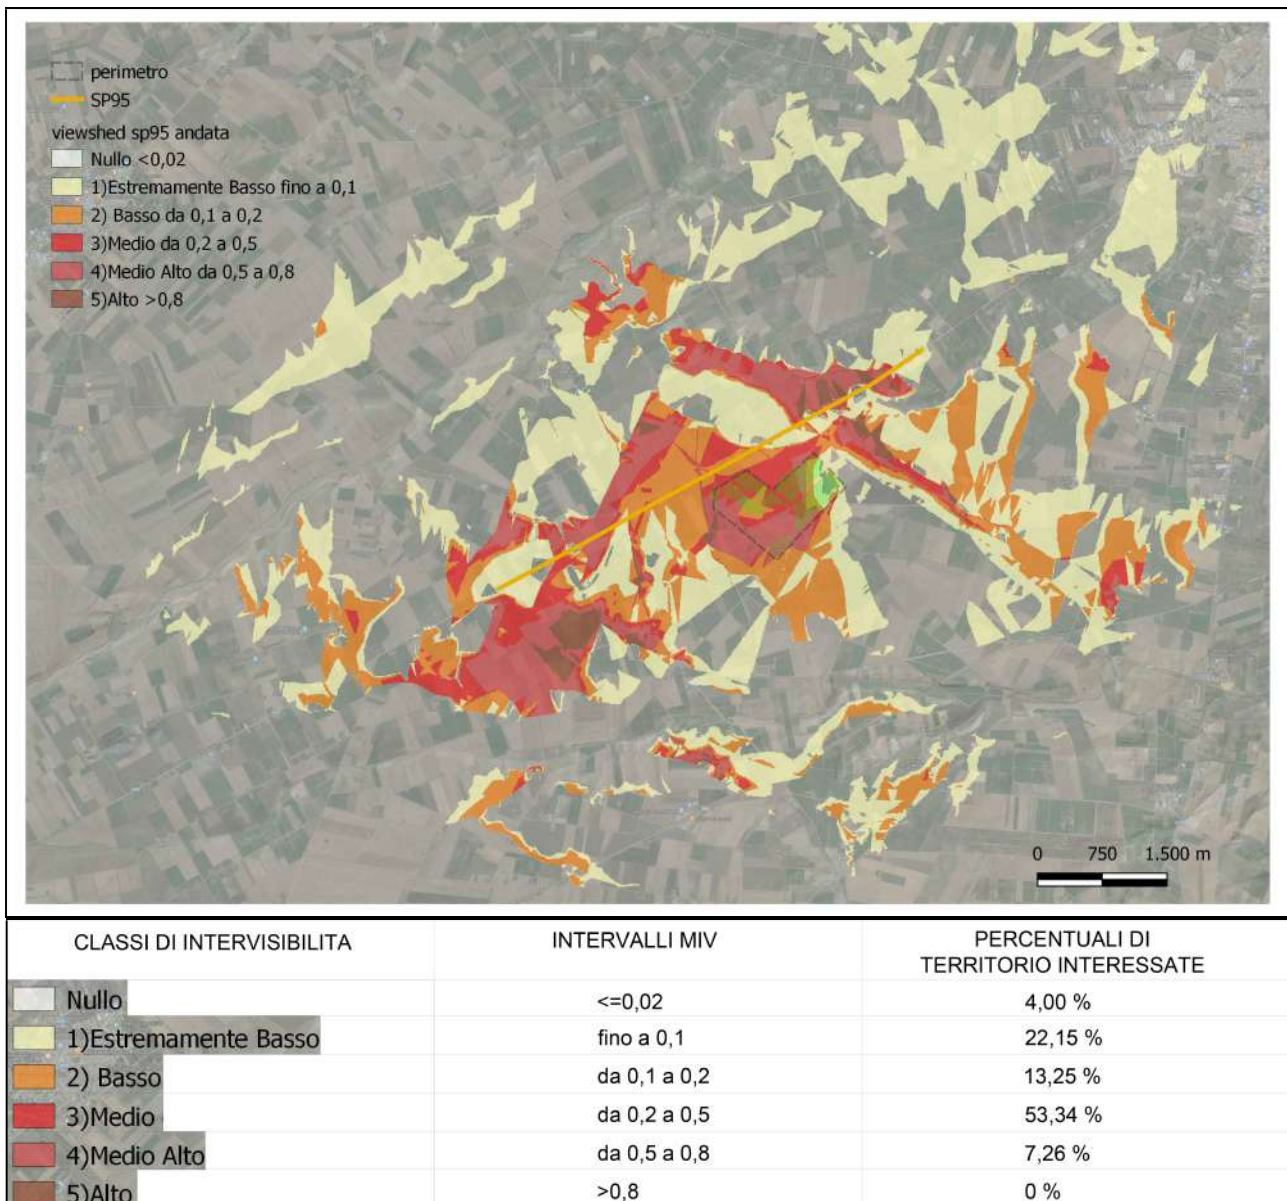 perimetro
SP95
viewshed sp95 andata
Nullo <0,02
1)Estremamente Basso fino a 0,1
2) Basso da 0,1 a 0,2
3)Medio da 0,2 a 0,5
4)Medio Alto da 0,5 a 0,8
5)Alto >0,8
0 750 1.500 m
CLASSI DI INTERVISIBILITA INTERVALLI MIV PERCENTUALI DI
TERRITORIO INTERESSATE
Nullo <=0,02 4,00 %
1)Estremamente Basso fino a 0,1 22,15 %
2) Basso da 0,1 a 0,2 13,25 %
3)Medio da 0,2 a 0,5 53,34 %
4)Medio Alto da 0,5 a 0,8 7,26 %
5)Alto >0,8 0 %